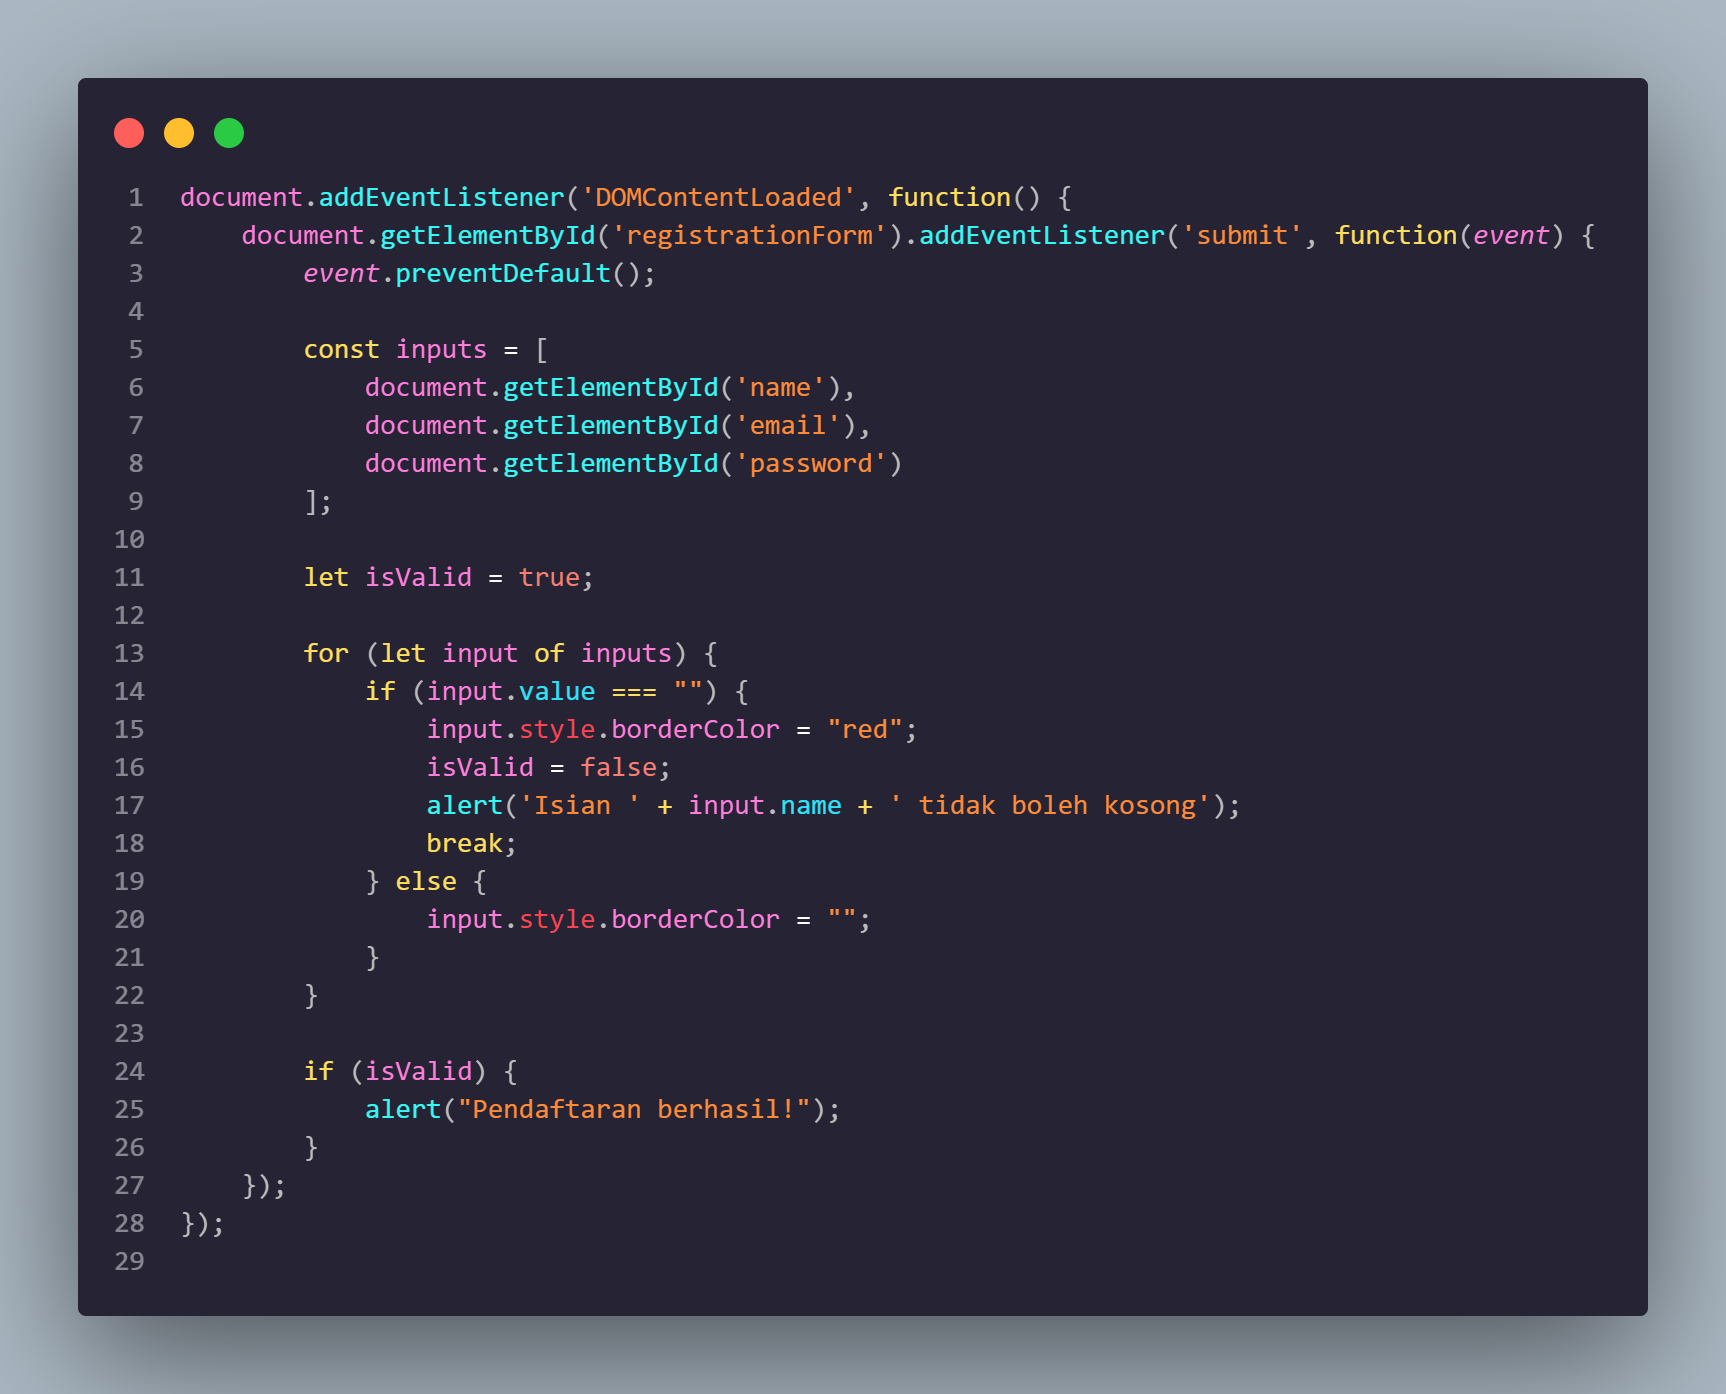 1 document.addEventListener('DOMContentLoaded', function() {
2     document.getElementById('registrationForm').addEventListener('submit', function(event) {
3         event.preventDefault();
4
5         const inputs = [
6             document.getElementById('name'),
7             document.getElementById('email'),
8             document.getElementById('password')
9         ];
10
11         let isValid = true;
12
13         for (let input of inputs) {
14             if (input.value === "") {
15                 input.style.borderColor = "red";
16                 isValid = false;
17                 alert('Isian ' + input.name + ' tidak boleh kosong');
18                 break;
19             } else {
20                 input.style.borderColor = "";
21             }
22         }
23
24         if (isValid) {
25             alert("Pendaftaran berhasil!");
26         }
27     });
28 });
29